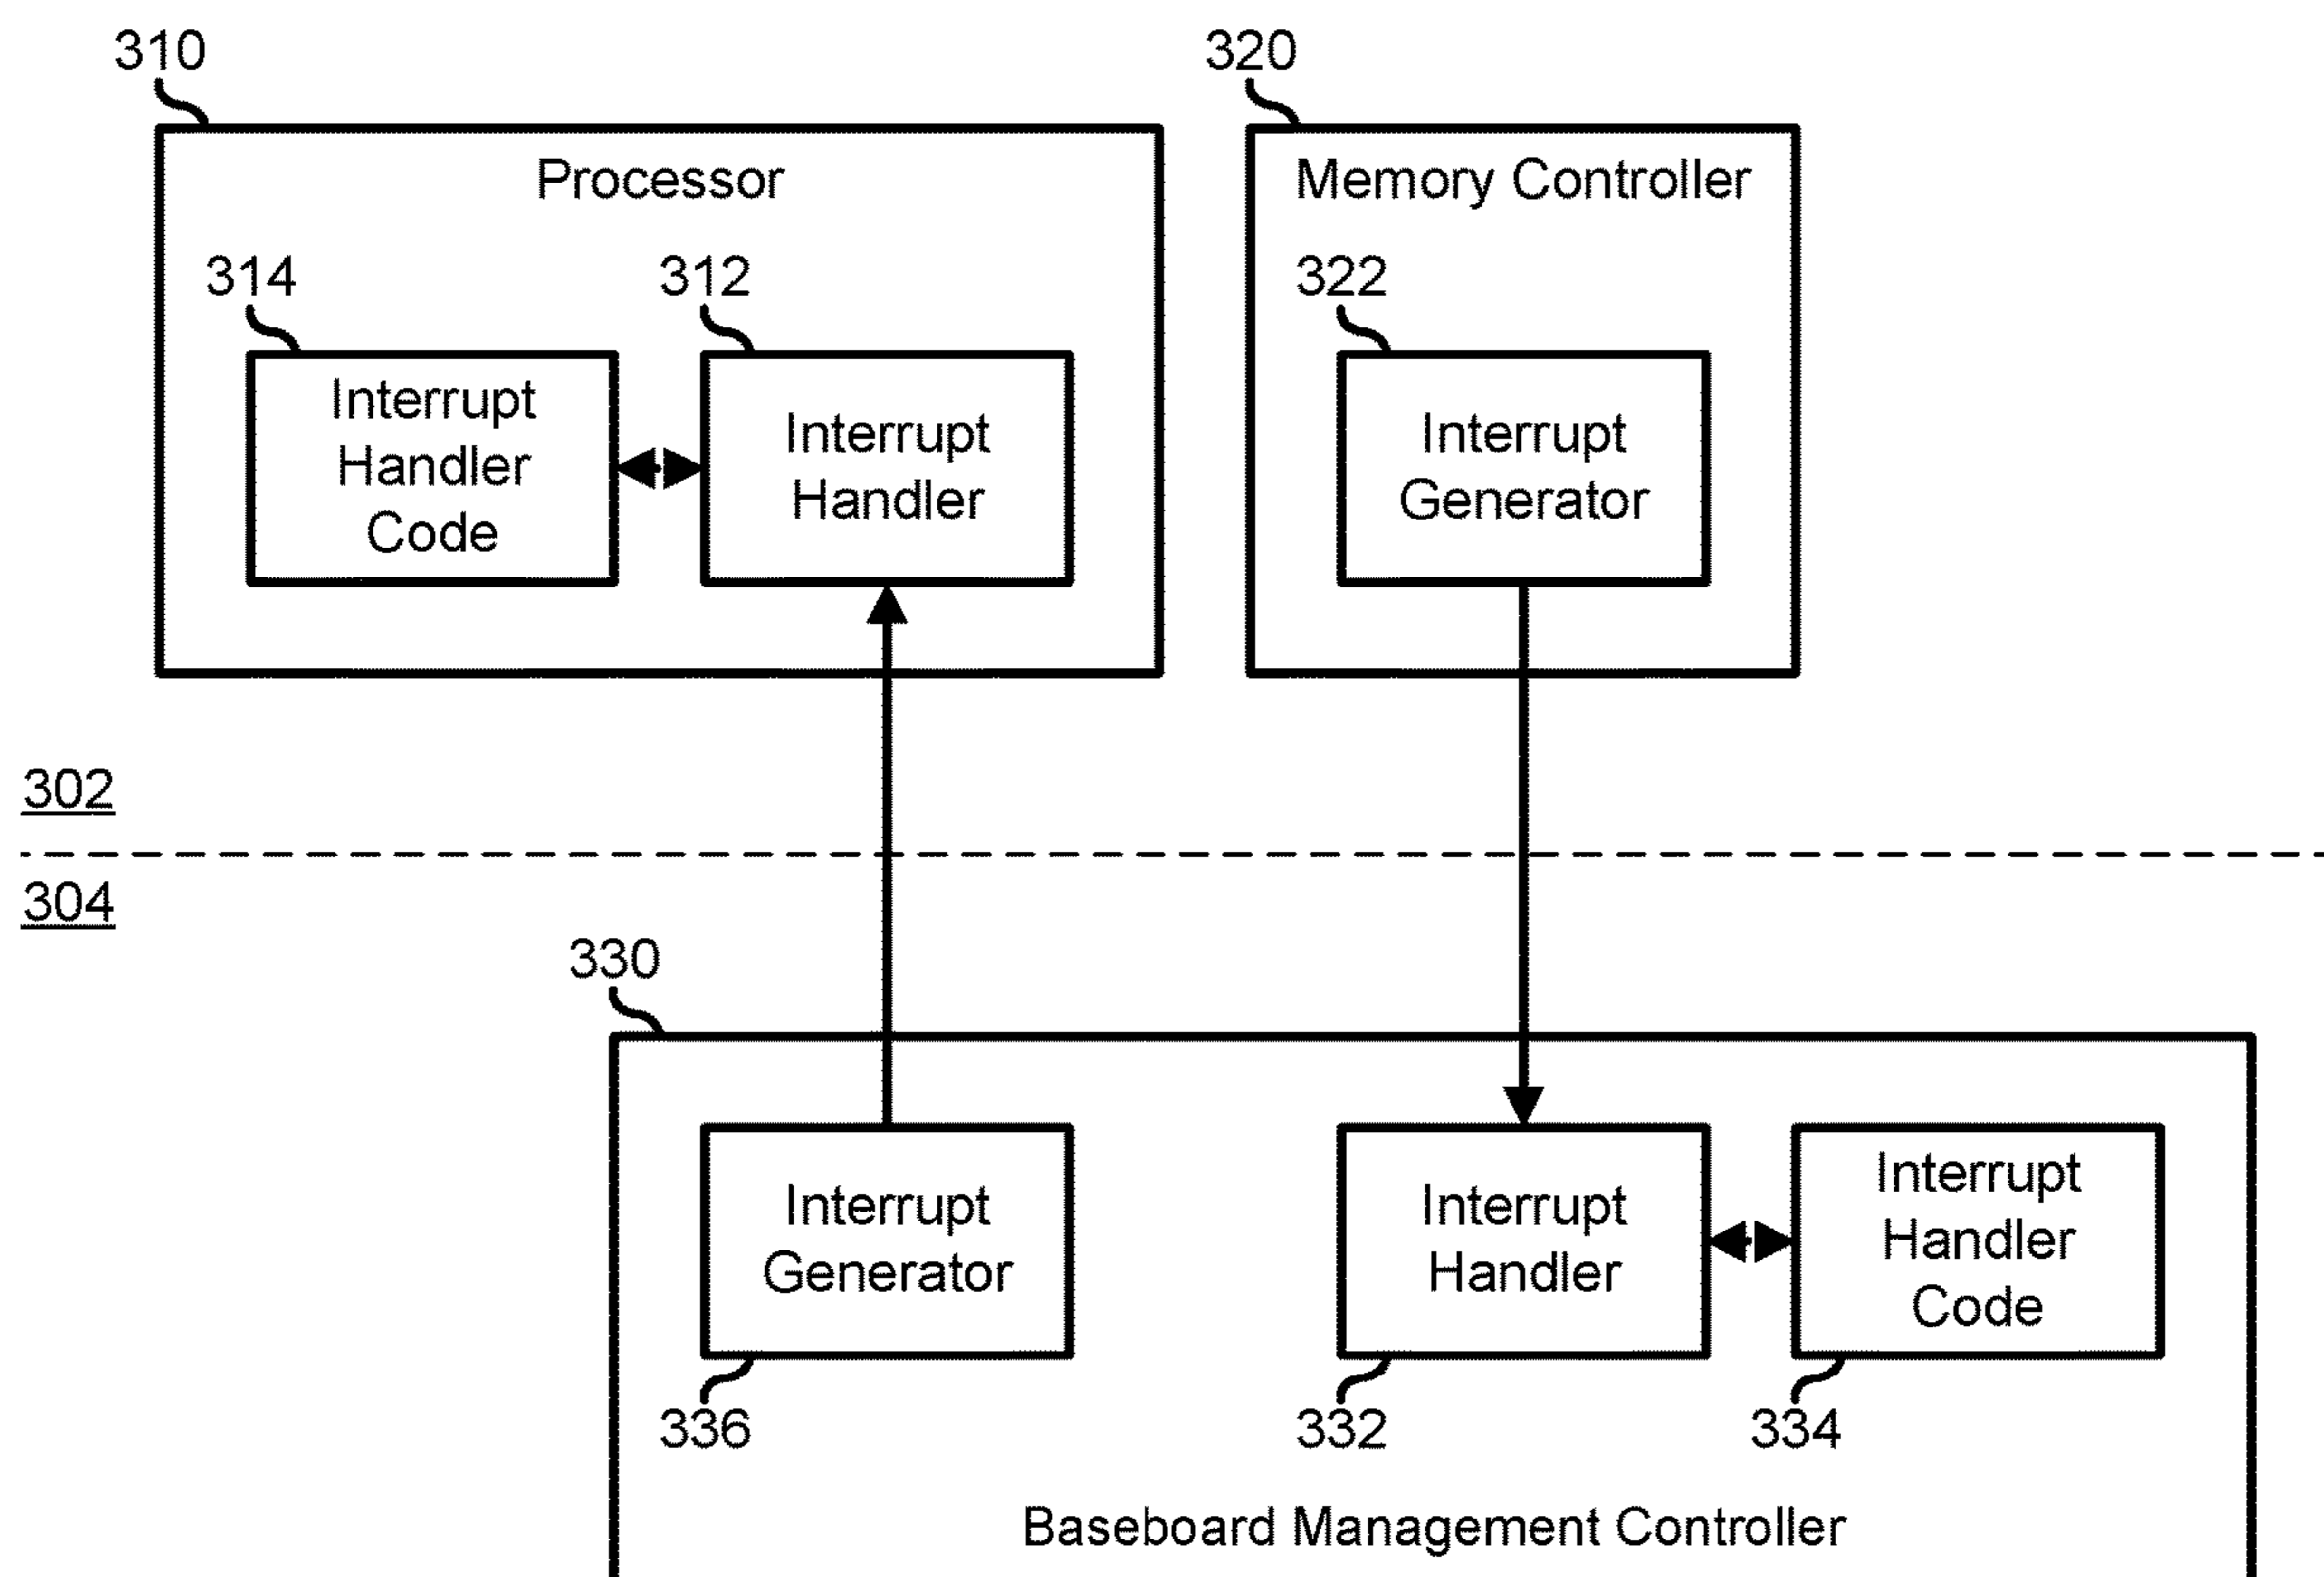 310
320
Processor
Memory Controller
314
312
322
Interrupt
Handler
Code
Interrupt
Handler
Interrupt
Generator
302
304
330
Interrupt
Generator
Interrupt
Handler
Interrupt
Handler
Code
336
332
334
Baseboard Management Controller